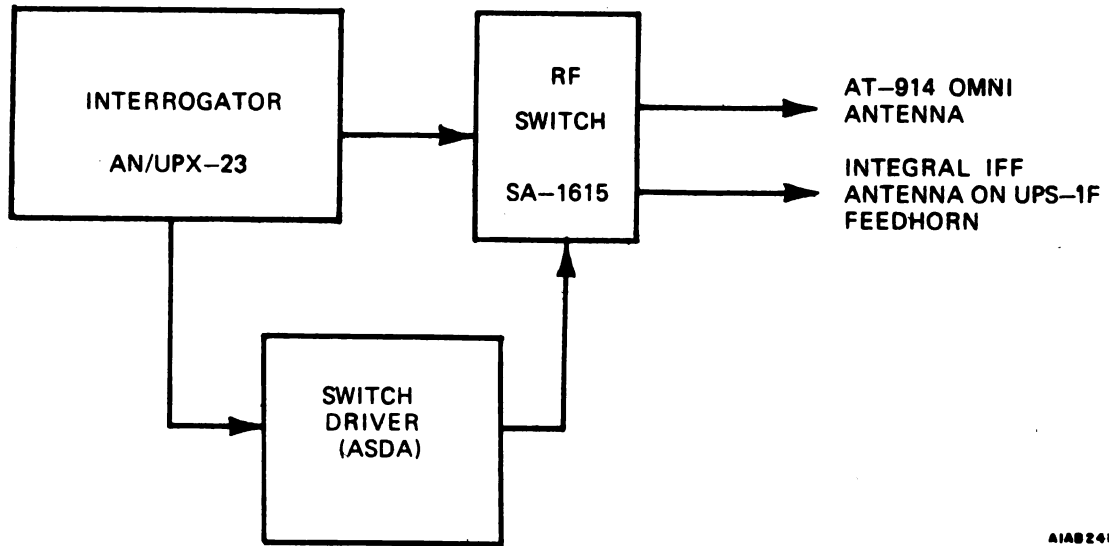 INTERROGATOR
AN/UPX-23
RF
SWITCH
SA-1615
AT-914 OMNI
ANTENNA
INTEGRAL IFF
ANTENNA ON UPS-1F
FEEDHORN
SWITCH
DRIVER
(ASDA)